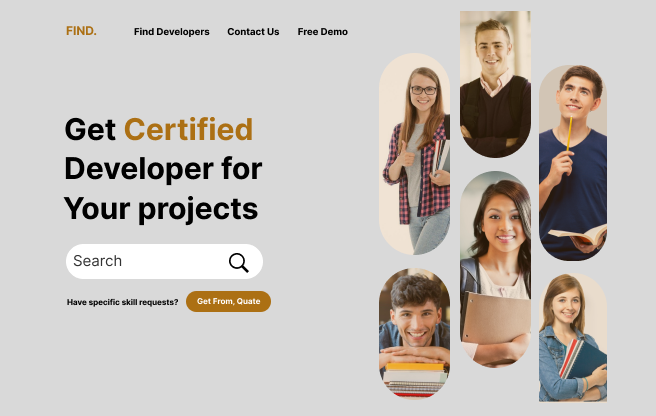 FIND.
Find Developers
Contact Us
Free Demo
Get Certified
Developer for
Your projects
Search
Have specific skill requests?
Get From, Quate